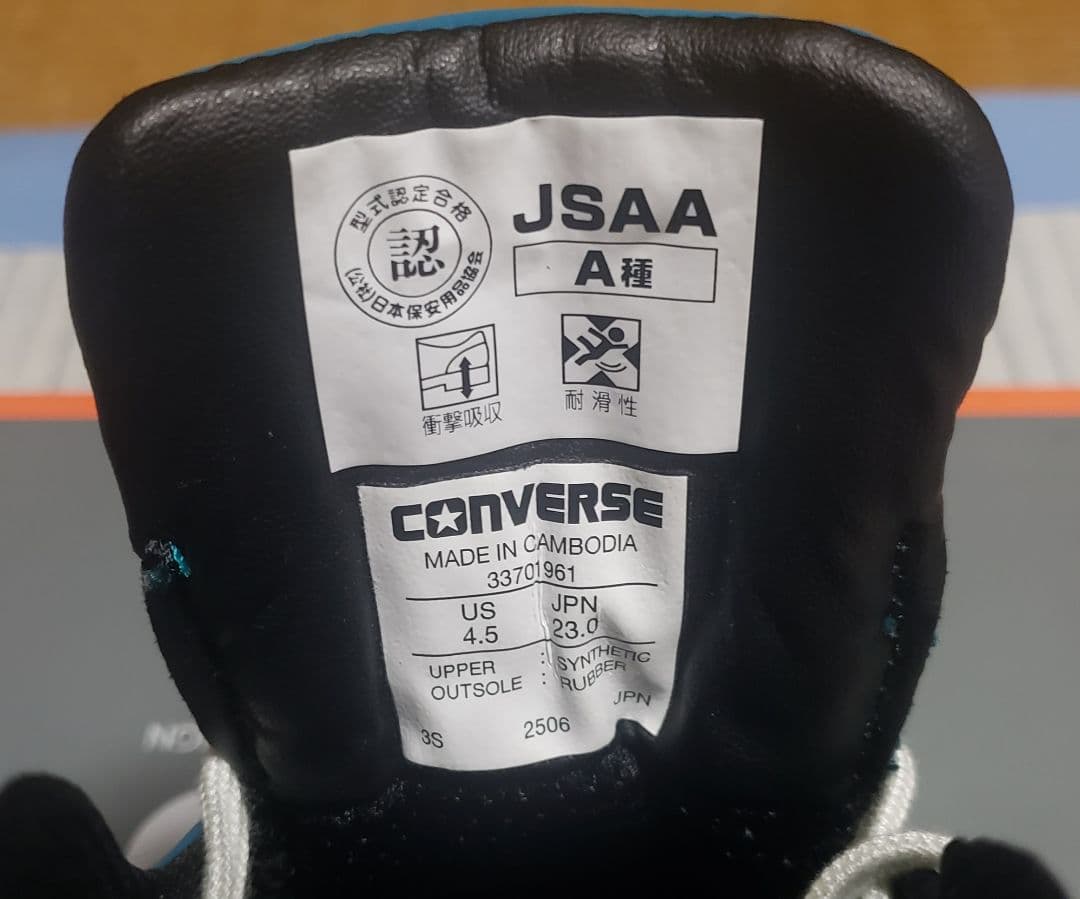 型式認定合格
認
(公社)日本保安用品協会
JSAA
A種
衝撃吸収
耐滑性
CONVERSE
MADE IN CAMBODIA
33701961
US JPN
4.5 23.0
UPPER : SYNTHETIC
OUTSOLE : RUBBER
JPN
3S 2506